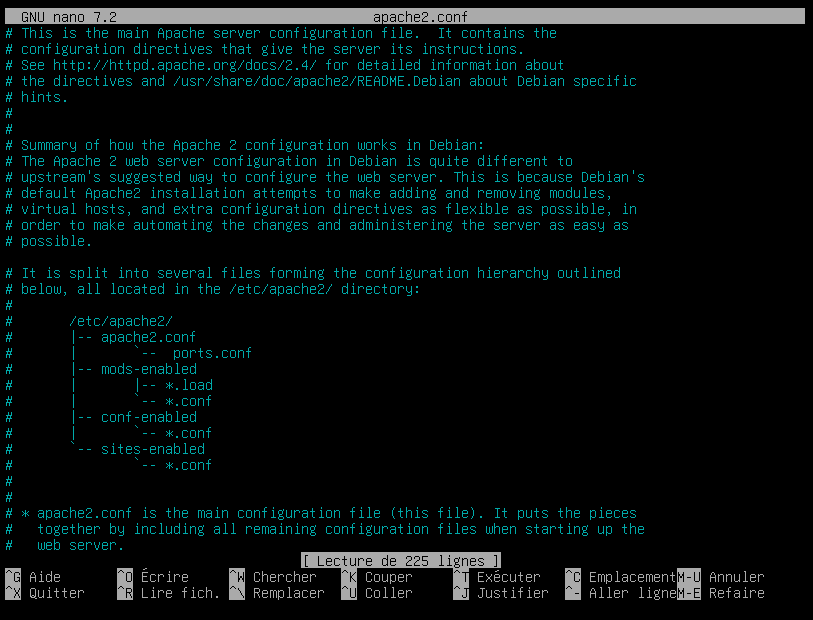 GNU nano 7.2 apache2.conf
# This is the main Apache server configuration file.  It contains the
# configuration directives that give the server its instructions.
# See http://httpd.apache.org/docs/2.4/ for detailed information about
# the directives and /usr/share/doc/apache2/README.Debian about Debian specific
# hints.
#
#
# Summary of how the Apache 2 configuration works in Debian:
# The Apache 2 web server configuration in Debian is quite different to
# upstream's suggested way to configure the web server. This is because Debian's
# default Apache2 installation attempts to make adding and removing modules,
# virtual hosts, and extra configuration directives as flexible as possible, in
# order to make automating the changes and administering the server as easy as
# possible.

# It is split into several files forming the configuration hierarchy outlined
# below, all located in the /etc/apache2/ directory:
#
#       /etc/apache2/
#       |-- apache2.conf
#       |       `--  ports.conf
#       |-- mods-enabled
#       |       |-- *.load
#       |       `-- *.conf
#       |-- conf-enabled
#       |       `-- *.conf
#       `-- sites-enabled
#               `-- *.conf
#
#
# * apache2.conf is the main configuration file (this file). It puts the pieces
#   together by including all remaining configuration files when starting up the
#   web server.
[ Lecture de 225 lignes ]
^G Aide ^O Écrire ^W Chercher ^K Couper ^T Exécuter ^C Emplacement M-U Annuler
^X Quitter ^R Lire fich. ^\ Remplacer ^U Coller ^J Justifier ^- Aller ligne M-E Refaire